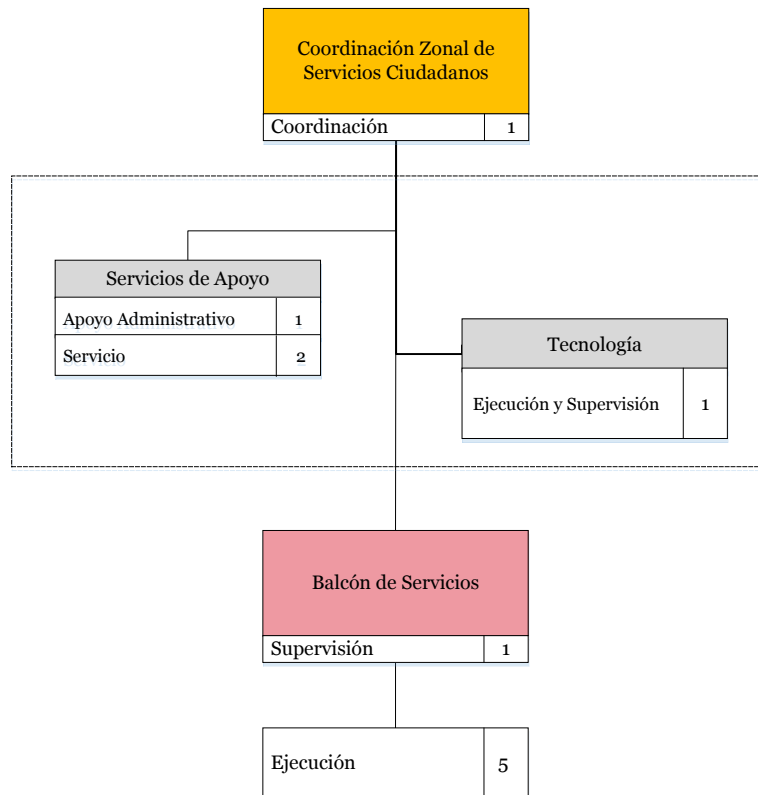 Coordinación Zonal de
Servicios Ciudadanos
Coordinación 1
Servicios de Apoyo
Apoyo Administrativo 1
Servicio 2
Tecnología
Ejecución y Supervisión 1
Balcón de Servicios
Supervisión 1
Ejecución 5